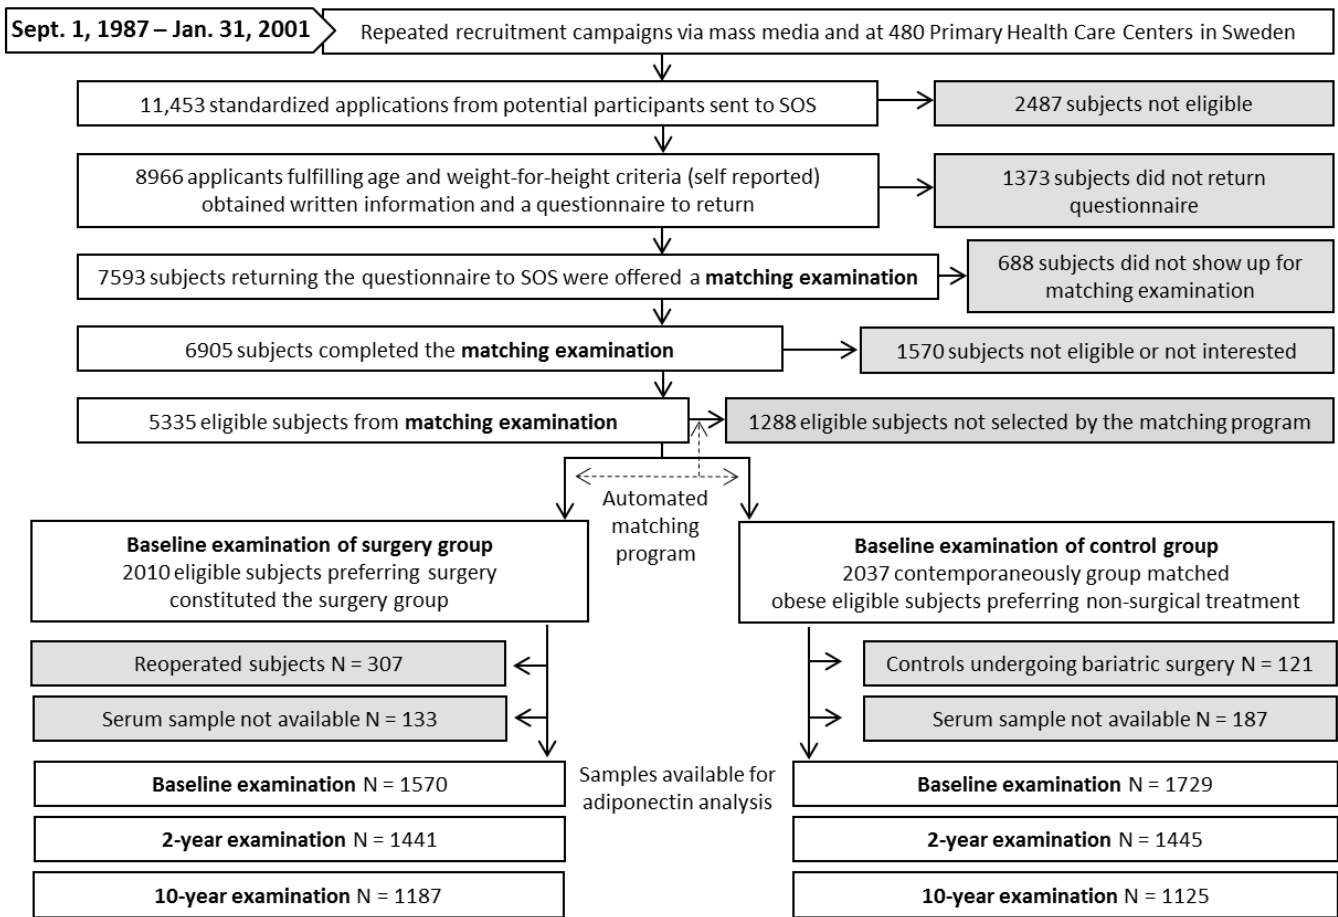 Sept. 1, 1987 – Jan. 31, 2001
Repeated recruitment campaigns via mass media and at 480 Primary Health Care Centers in Sweden
11,453 standardized applications from potential participants sent to SOS
2487 subjects not eligible
8966 applicants fulfilling age and weight-for-height criteria (self reported)
obtained written information and a questionnaire to return
1373 subjects did not return
questionnaire
7593 subjects returning the questionnaire to SOS were offered a matching examination
688 subjects did not show up for
matching examination
6905 subjects completed the matching examination
1570 subjects not eligible or not interested
5335 eligible subjects from matching examination
1288 eligible subjects not selected by the matching program
Automated
matching
program
Baseline examination of surgery group
2010 eligible subjects preferring surgery
constituted the surgery group
Baseline examination of control group
2037 contemporaneously group matched
obese eligible subjects preferring non-surgical treatment
Reoperated subjects N = 307
Controls undergoing bariatric surgery N = 121
Serum sample not available N = 133
Serum sample not available N = 187
Baseline examination N = 1570
Samples available for
adiponectin analysis
Baseline examination N = 1729
2-year examination N = 1441
2-year examination N = 1445
10-year examination N = 1187
10-year examination N = 1125